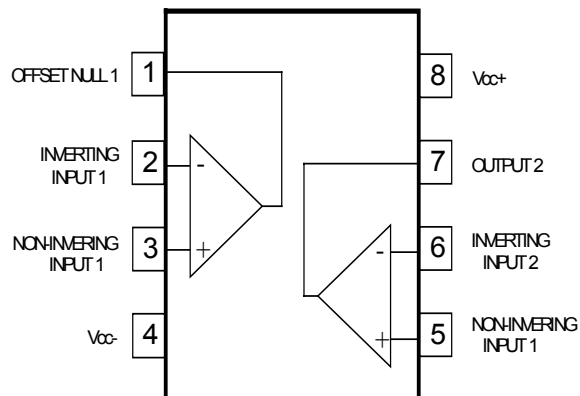 OFFSET NULL 1
1
INVERTING
INPUT 1
2
-
NON-INVERING
INPUT 1
3
+
Vcc-
4
8
Vcc+
7
OUTPUT 2
-
6
INVERTING
INPUT 2
+
5
NON-INVERING
INPUT 1